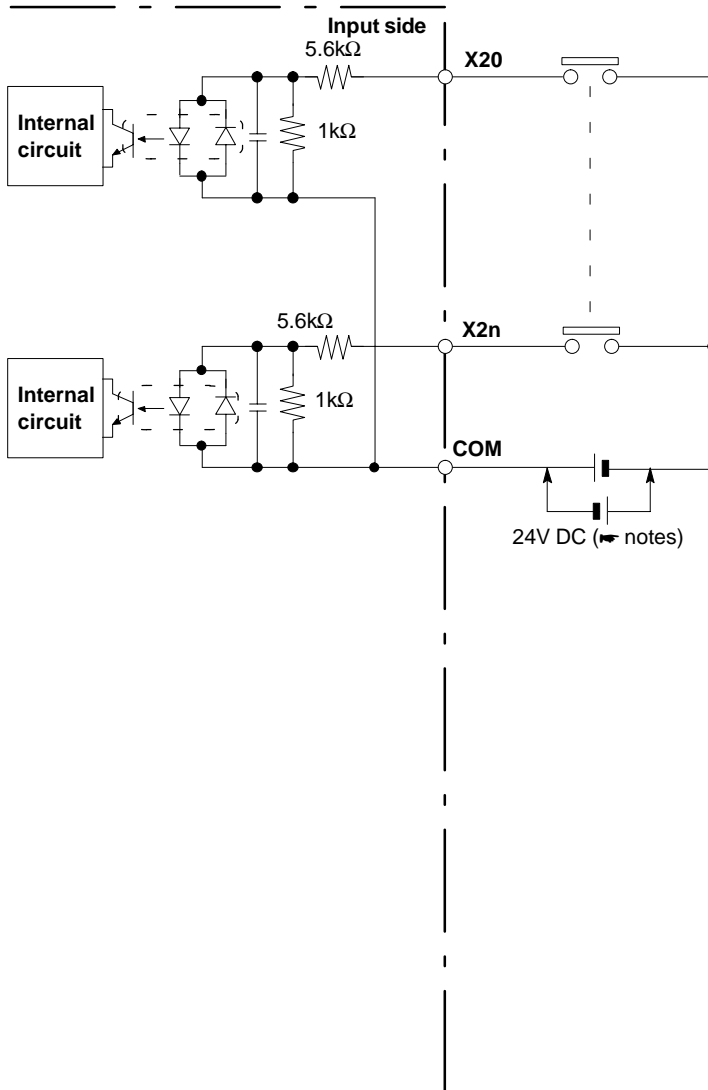 Input side
5.6kΩ
X20
Internal
circuit
1kΩ
5.6kΩ
X2n
Internal
circuit
1kΩ
COM
24V DC (☛ notes)